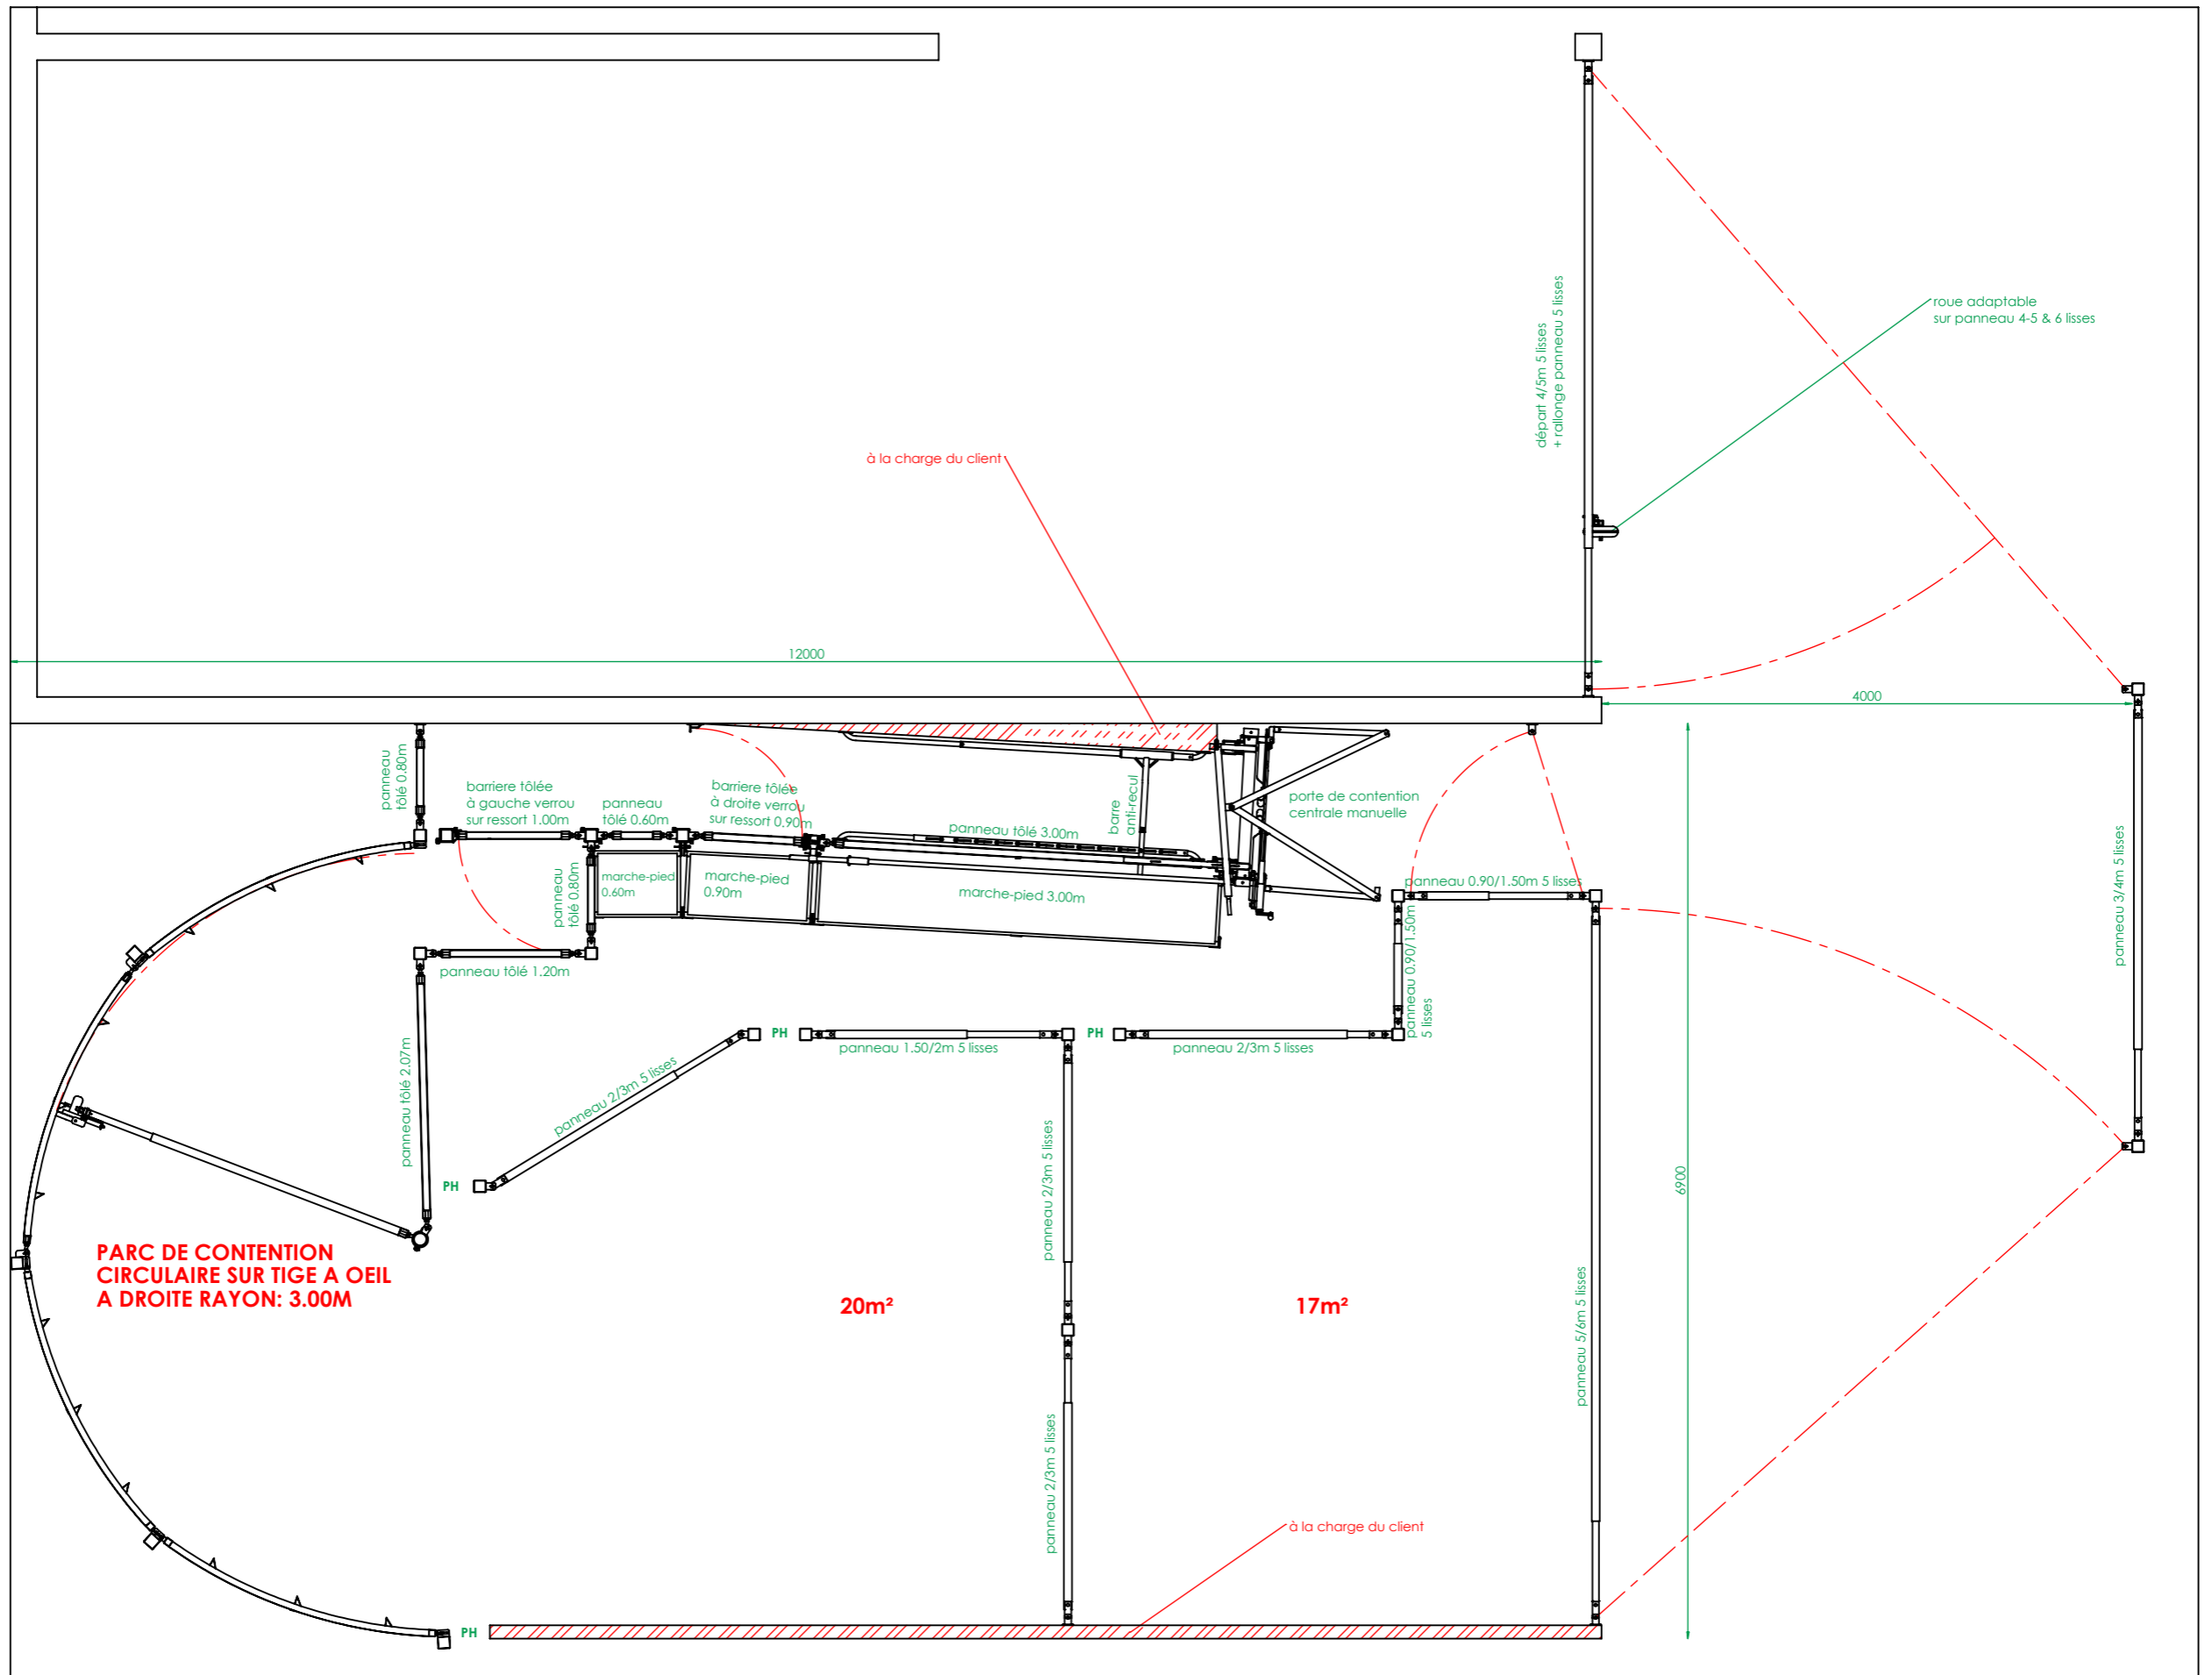 départ 4/5m 5 lisses
+ rallonge panneau 5 lisses
roue adaptable
sur panneau 4-5 & 6 lisses
à la charge du client
12000
4000
panneau
tôlé 0.80m
barriere tôlée
à gauche verrou
sur ressort 1.00m
panneau
tôlé 0.60m
barriere tôlée
à droite verrou
sur ressort 0.90m
panneau tôlé 3.00m
barre
anti-recul
porte de contention
centrale manuelle
panneau
tôlé 0.80m
marche-pied
0.60m
marche-pied
0.90m
marche-pied 3.00m
panneau 0.90/1.50m 5 lisses
panneau 0.90/1.50m
5 lisses
panneau 3/4m 5 lisses
panneau tôlé 1.20m
PH
panneau 1.50/2m 5 lisses
PH
panneau 2/3m 5 lisses
panneau tôlé 2.07m
panneau 2/3m 5 lisses
PH
panneau 2/3m 5 lisses
6900
PARC DE CONTENTION
CIRCULAIRE SUR TIGE A OEIL
A DROITE RAYON: 3.00M
20m²
17m²
panneau 5/6m 5 lisses
panneau 2/3m 5 lisses
à la charge du client
PH